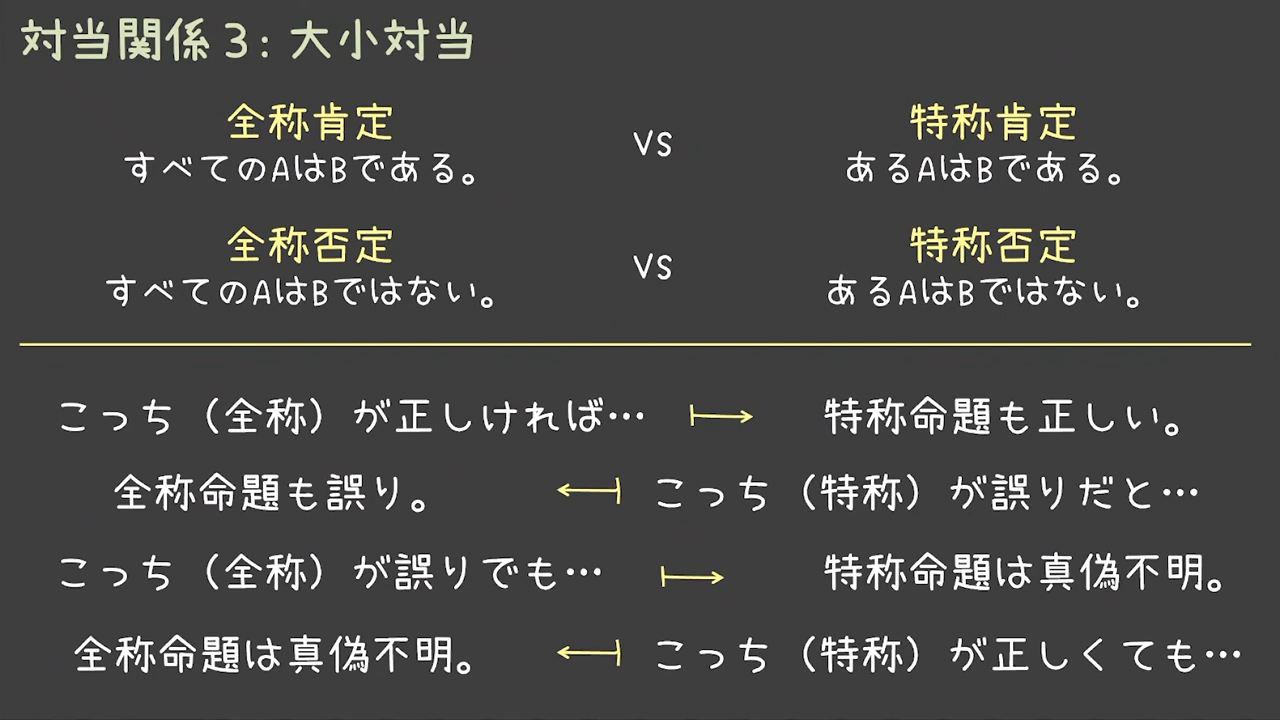 対当関係3: 大小対当
全称肯定 vs 特称肯定
すべてのAはBである。 あるAはBである。
全称否定 vs 特称否定
すべてのAはBではない。 あるAはBではない。
こっち（全称）が正しければ… ↦ 特称命題も正しい。
全称命題も誤り。 ↤ こっち（特称）が誤りだと…
こっち（全称）が誤りでも… ↦ 特称命題は真偽不明。
全称命題は真偽不明。 ↤ こっち（特称）が正しくても…